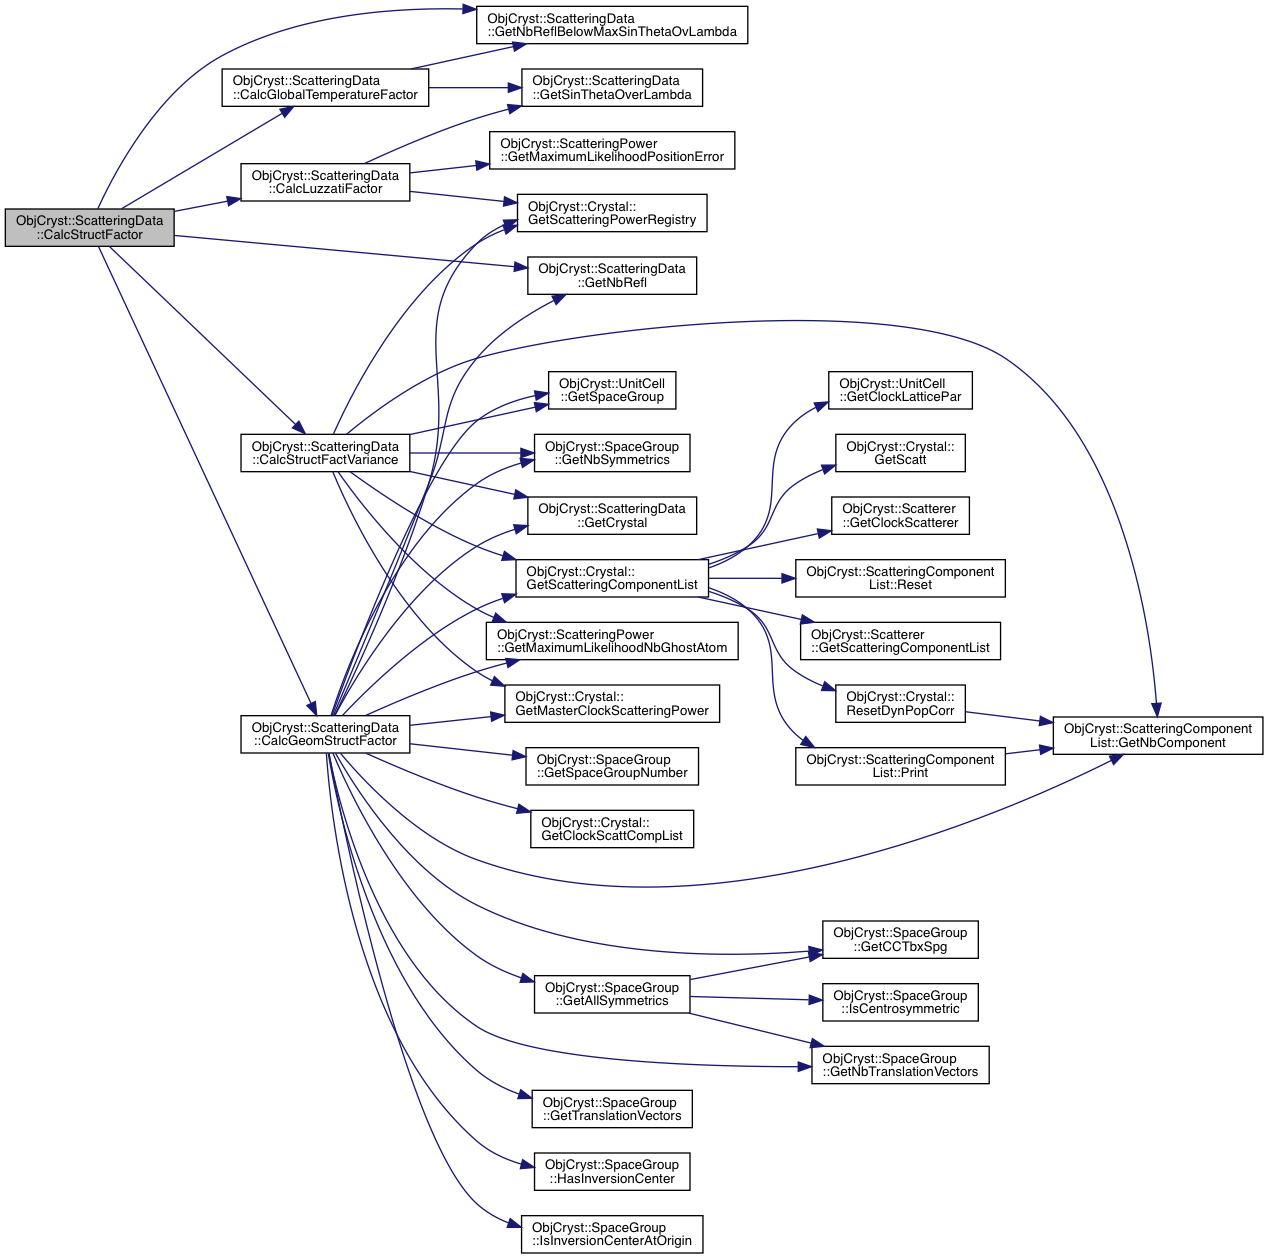 ObjCryst::ScatteringData
::CalcStructFactor
ObjCryst::ScatteringData
::GetNbReflBelowMaxSinThetaOvLambda
ObjCryst::ScatteringData
::CalcGlobalTemperatureFactor
ObjCryst::ScatteringData
::GetSinThetaOverLambda
ObjCryst::ScatteringPower
::GetMaximumLikelihoodPositionError
ObjCryst::ScatteringData
::CalcLuzzatiFactor
ObjCryst::Crystal::
GetScatteringPowerRegistry
ObjCryst::ScatteringData
::GetNbRefl
ObjCryst::UnitCell
::GetSpaceGroup
ObjCryst::UnitCell
::GetClockLatticePar
ObjCryst::ScatteringData
::CalcStructFactVariance
ObjCryst::SpaceGroup
::GetNbSymmetrics
ObjCryst::Crystal::
GetScatt
ObjCryst::ScatteringData
::GetCrystal
ObjCryst::Scatterer
::GetClockScatterer
ObjCryst::Crystal::
GetScatteringComponentList
ObjCryst::ScatteringComponent
List::Reset
ObjCryst::ScatteringPower
::GetMaximumLikelihoodNbGhostAtom
ObjCryst::Scatterer
::GetScatteringComponentList
ObjCryst::Crystal::
GetMasterClockScatteringPower
ObjCryst::Crystal::
ResetDynPopCorr
ObjCryst::ScatteringData
::CalcGeomStructFactor
ObjCryst::ScatteringComponent
List::GetNbComponent
ObjCryst::SpaceGroup
::GetSpaceGroupNumber
ObjCryst::ScatteringComponent
List::Print
ObjCryst::Crystal::
GetClockScattCompList
ObjCryst::SpaceGroup
::GetCCTbxSpg
ObjCryst::SpaceGroup
::GetAllSymmetrics
ObjCryst::SpaceGroup
::IsCentrosymmetric
ObjCryst::SpaceGroup
::GetNbTranslationVectors
ObjCryst::SpaceGroup
::GetTranslationVectors
ObjCryst::SpaceGroup
::HasInversionCenter
ObjCryst::SpaceGroup
::IsInversionCenterAtOrigin